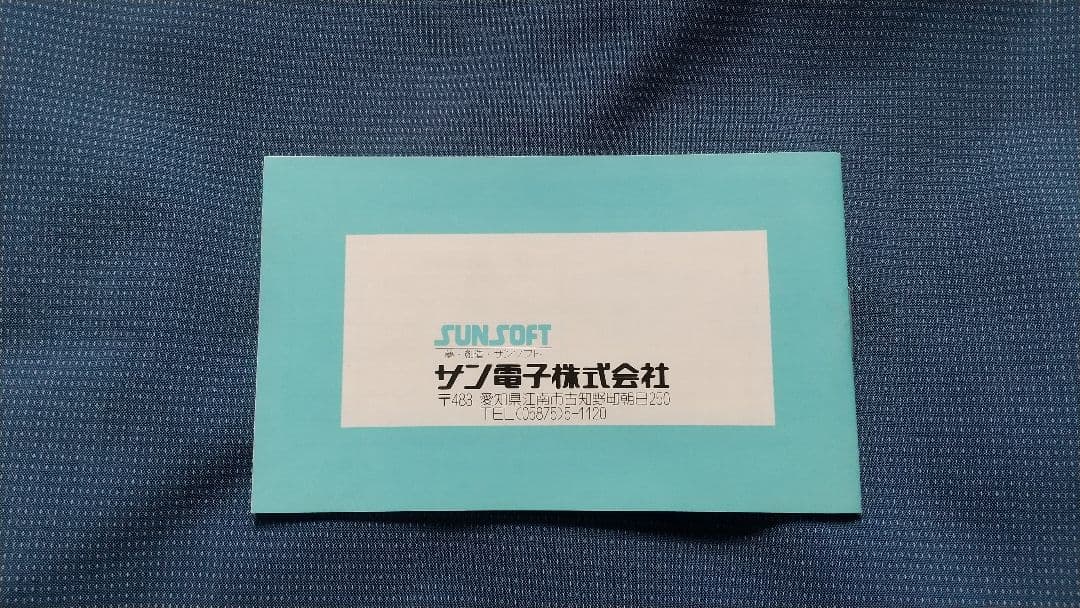 SUNSOFT
夢・創造・サンソフト
サン電子株式会社
〒483 愛知県江南市古知野町朝日250
TEL(05875)5-1120